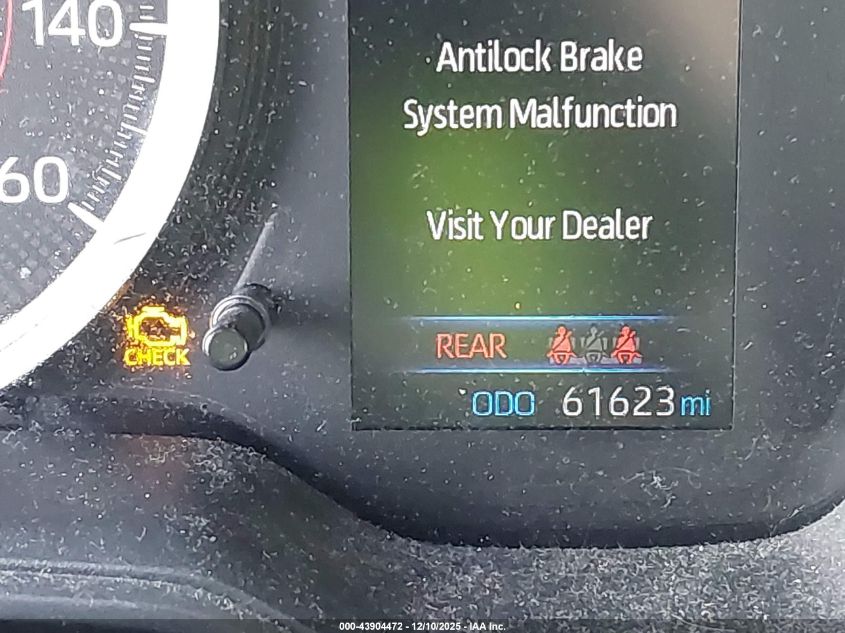 140
60
Antilock Brake
System Malfunction
Visit Your Dealer
CHECK
REAR
ODO 61623 mi
000-43904472 - 12/10/2025 - IAA Inc.